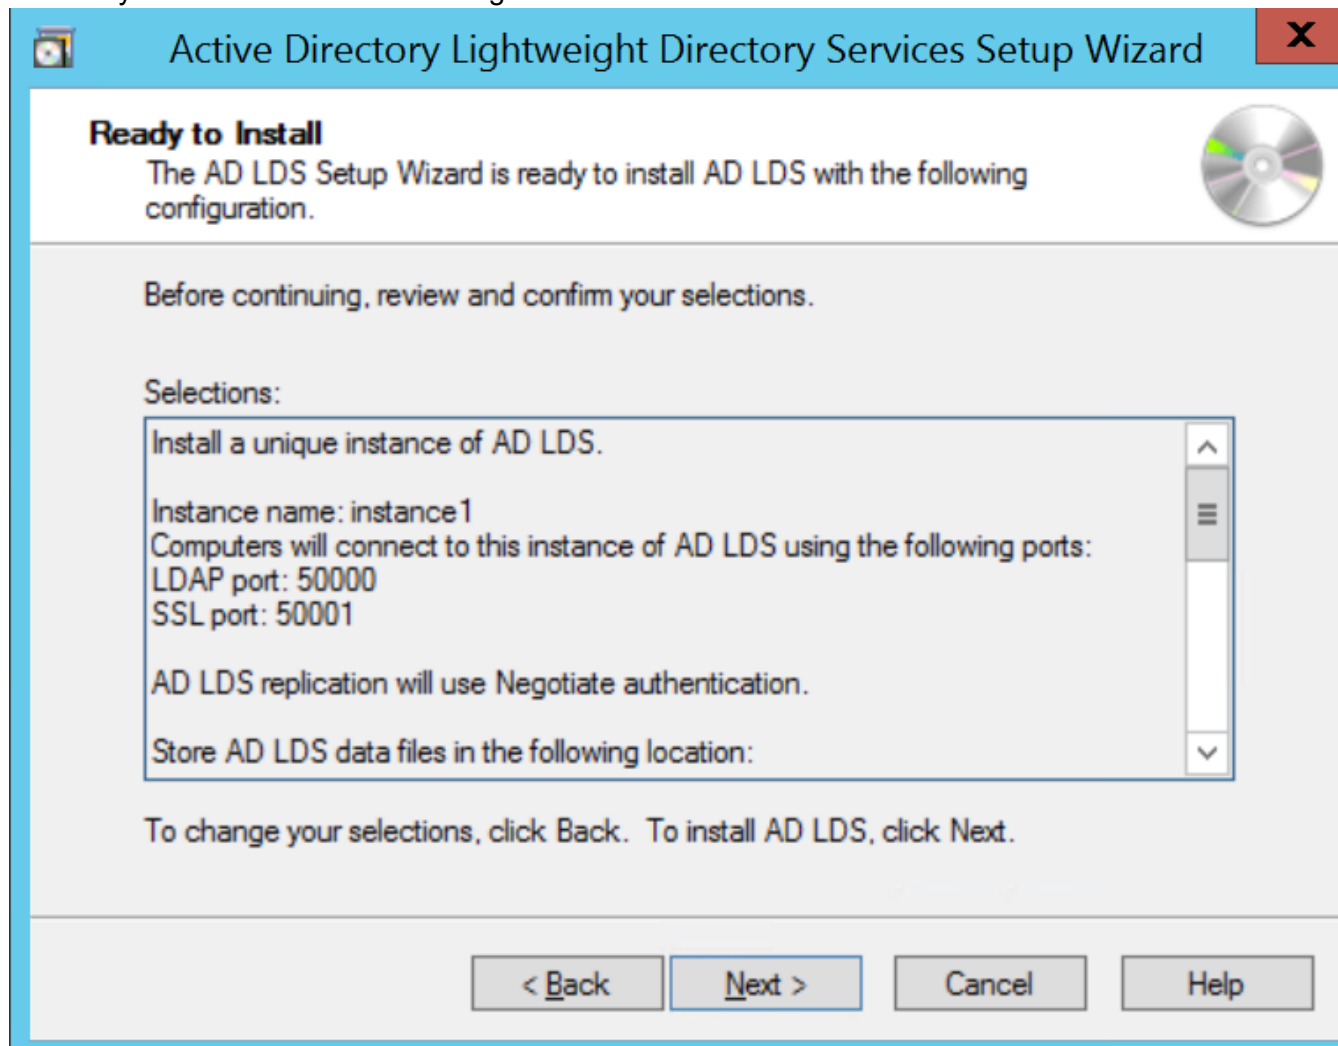 Active Directory Lightweight Directory Services Setup Wizard
X
Ready to Install
The AD LDS Setup Wizard is ready to install AD LDS with the following
configuration.
Before continuing, review and confirm your selections.
Selections:
Install a unique instance of AD LDS.
Instance name: instance1
Computers will connect to this instance of AD LDS using the following ports:
LDAP port: 50000
SSL port: 50001
AD LDS replication will use Negotiate authentication.
Store AD LDS data files in the following location:
To change your selections, click Back. To install AD LDS, click Next.
< Back
Next >
Cancel
Help